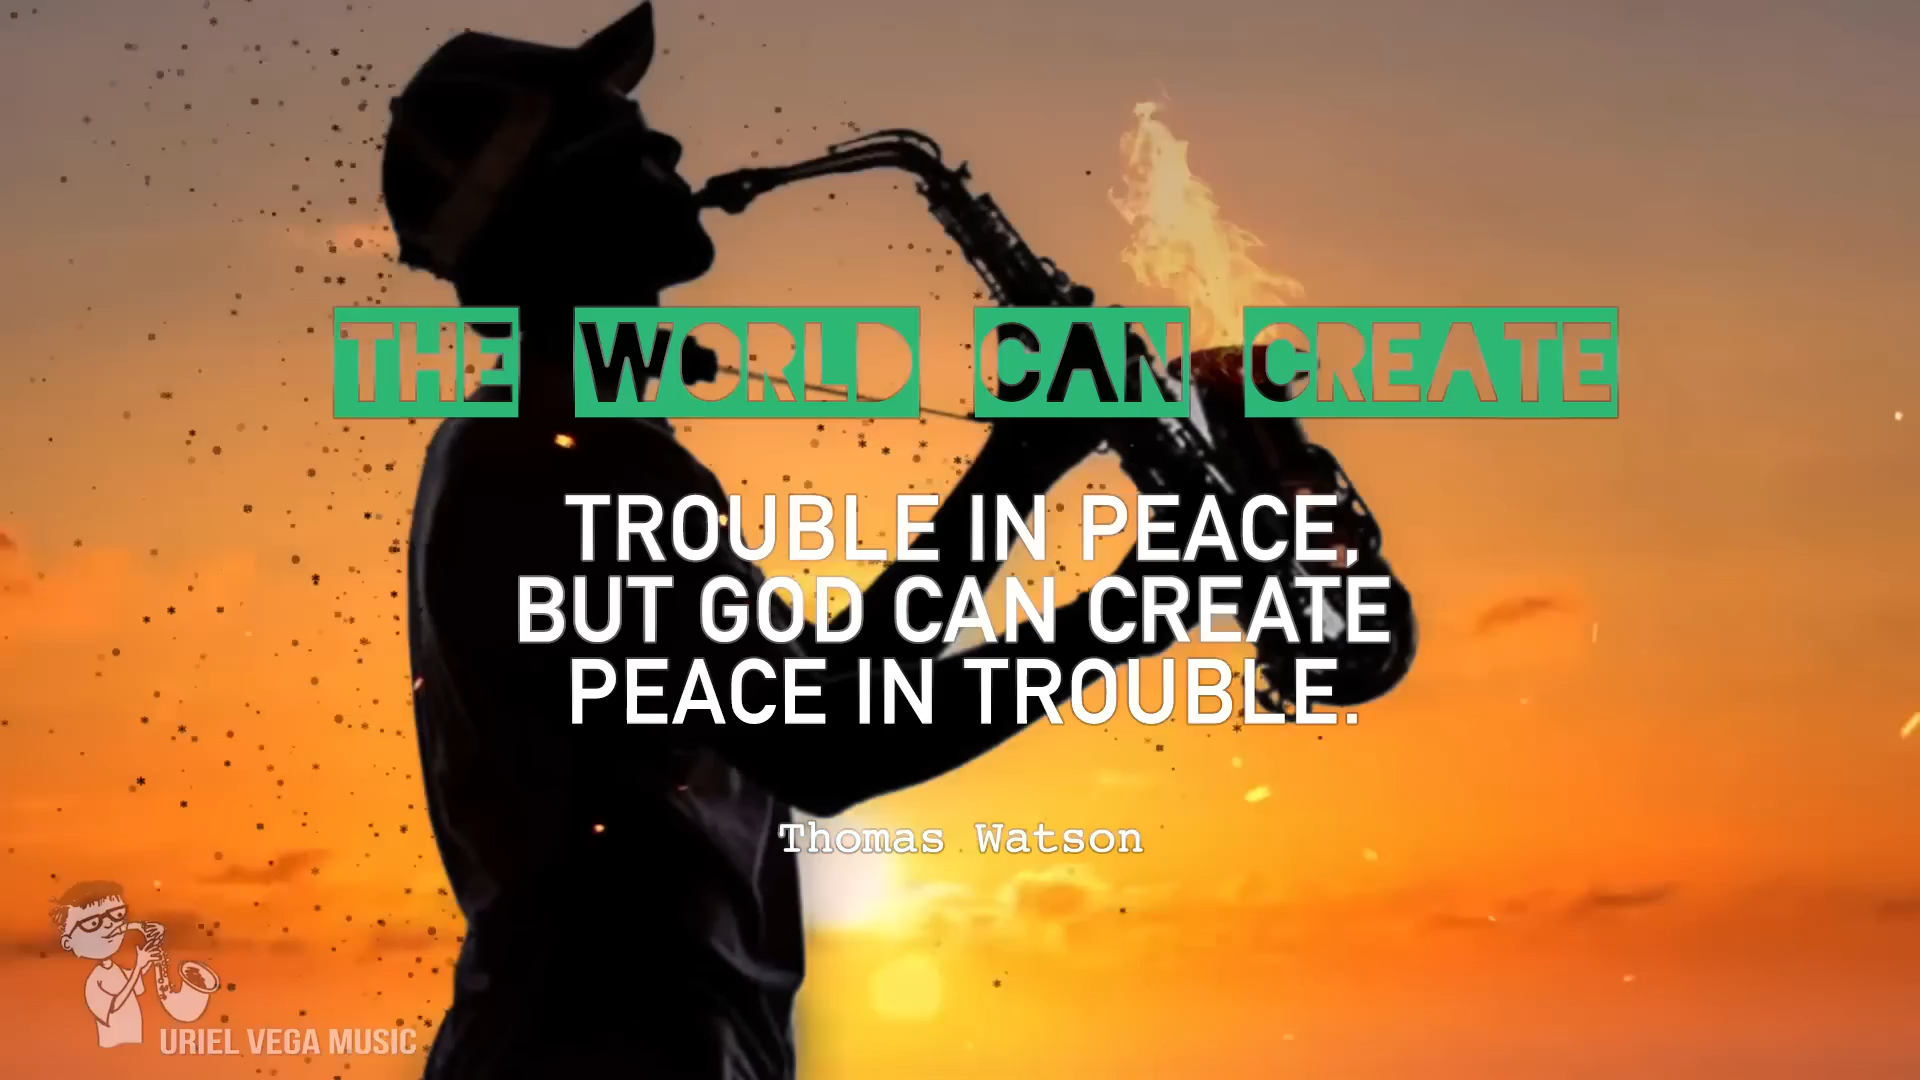 THE WORLD CAN CREATE
TROUBLE IN PEACE,
BUT GOD CAN CREATE
PEACE IN TROUBLE.
Thomas Watson
URIEL VEGA MUSIC